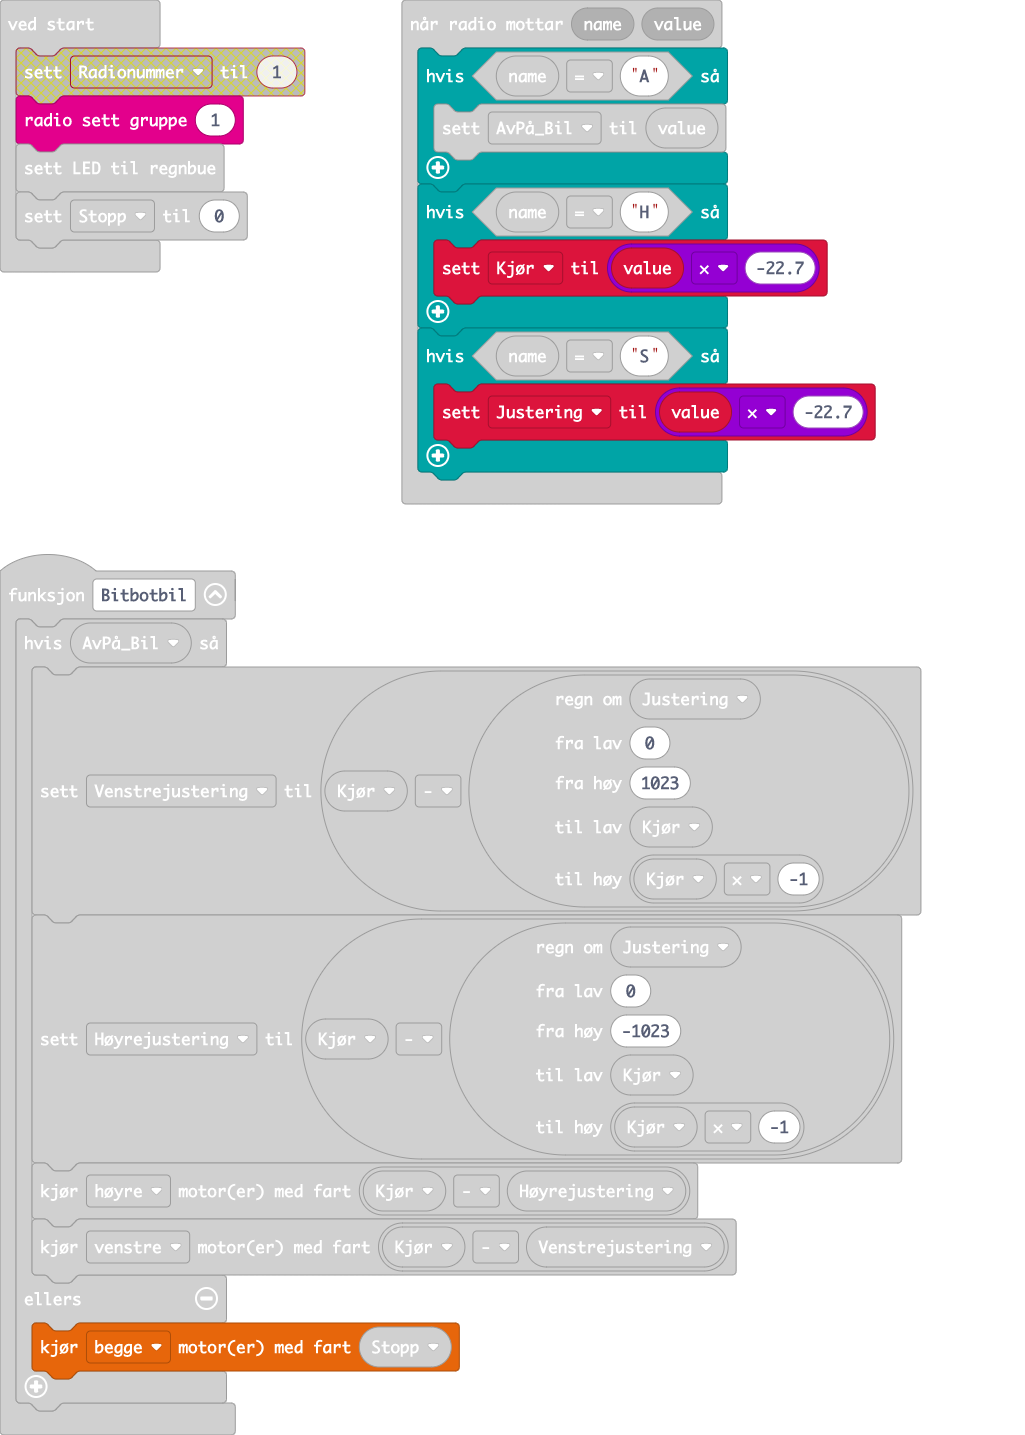 ved start
sett Radionummer til 1
radio sett gruppe 1
sett LED til regnbue
sett Stopp til 0
når radio mottar name value
hvis name = "A" så
sett AvPå_Bil til value
hvis name = "H" så
sett Kjør til value × -22.7
hvis name = "S" så
sett Justering til value × -22.7
funksjon Bitbotbil
hvis AvPå_Bil så
sett Venstrejustering til Kjør - regn om Justering
fra lav 0
fra høy 1023
til lav Kjør
til høy Kjør × -1
sett Høyrejustering til Kjør - regn om Justering
fra lav 0
fra høy -1023
til lav Kjør
til høy Kjør × -1
kjør høyre motor(er) med fart Kjør - Høyrejustering
kjør venstre motor(er) med fart Kjør - Venstrejustering
ellers
kjør begge motor(er) med fart Stopp